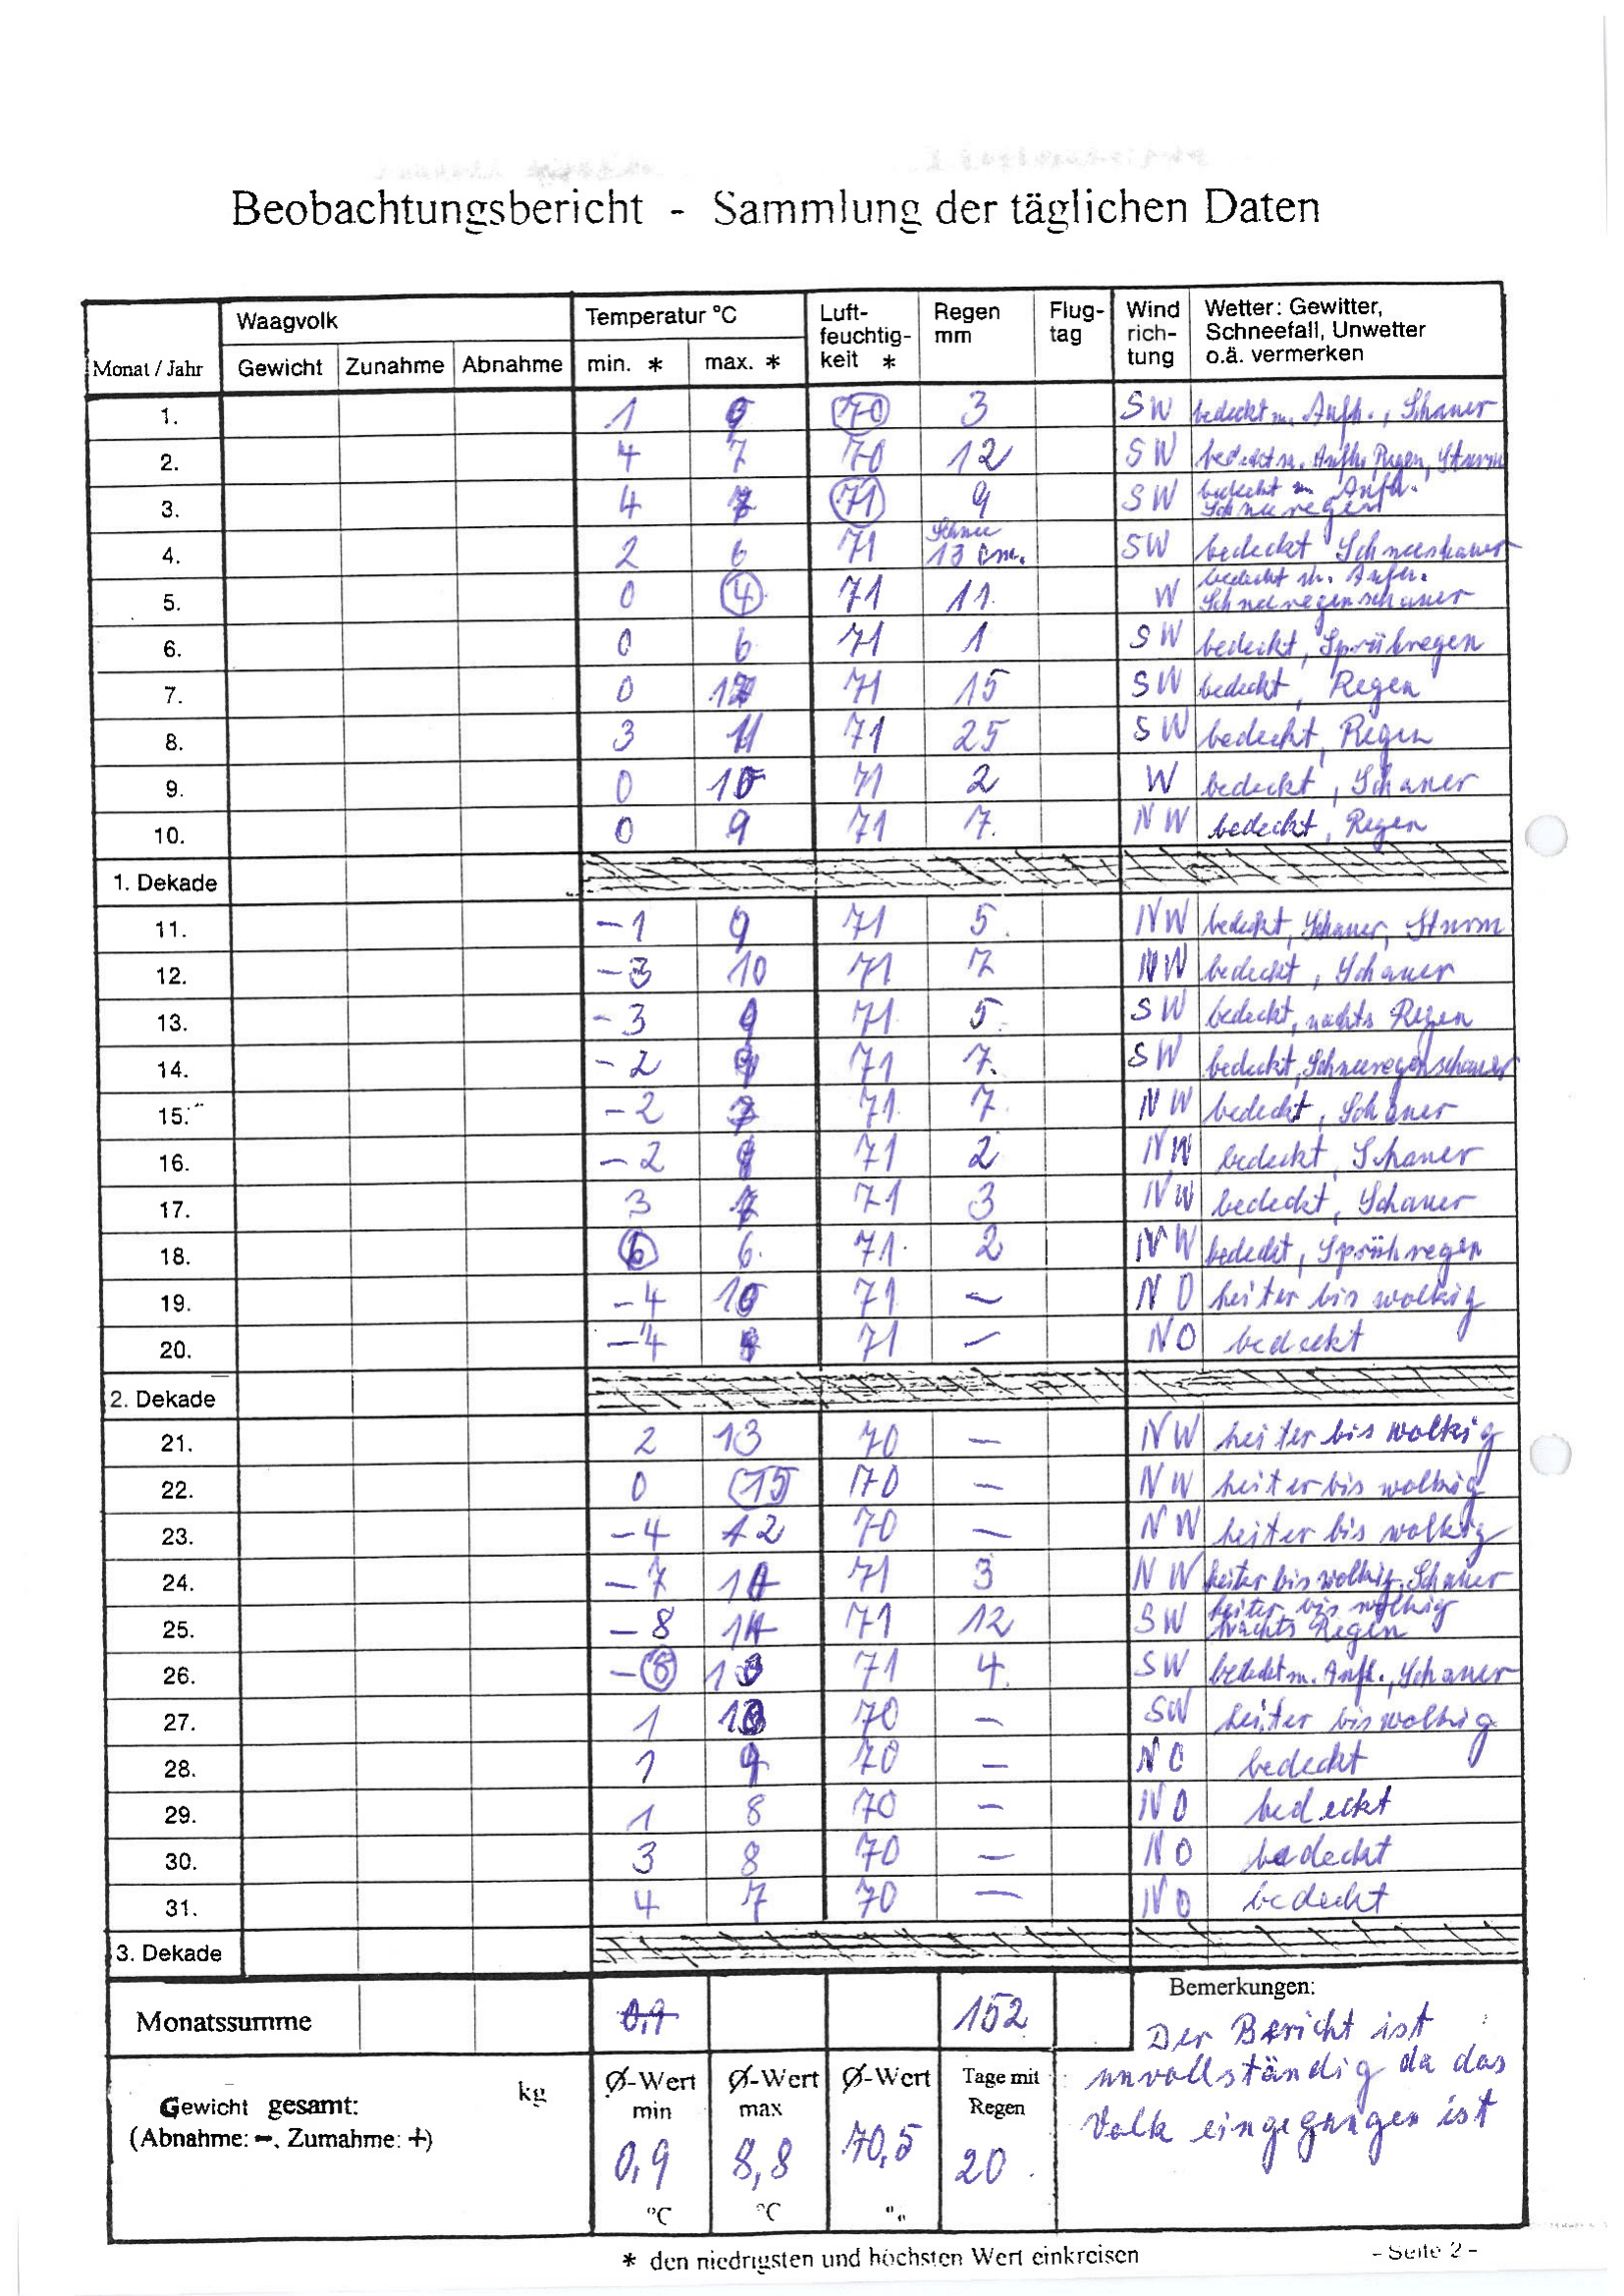 Beobachtungsbericht - Sammlung der täglichen Daten
Monat / Jahr Waagvolk Temperatur °C Luft-feuchtig-keit * Regen mm Flug-tag Wind rich-tung Wetter: Gewitter, Schneefall, Unwetter o.ä. vermerken
Gewicht Zunahme Abnahme min. * max. *
1. 1 9 70 3 SW bedeckt m. Aufh., Schauer
2. 4 7 70 12 SW bedeckt m. Aufh. Regen, Sturm
3. 4 7 71 9 SW bedeckt m Aufh. Schneeregen
4. 2 6 71 Schnee 13 cm. SW bedeckt Schneeschauer
5. 0 4 71 11 W bedeckt m. Aufh. Schneeregenschauer
6. 0 6 71 1 SW bedeckt, Sprühregen
7. 0 71 15 SW bedeckt, Regen
8. 3 11 71 25 SW bedeckt, Regen
9. 0 10 71 2 W bedeckt, Schauer
10. 0 9 71 7 NW bedeckt, Regen
1. Dekade
11. -1 9 71 5 NW bedeckt, Schauer, Sturm
12. -3 10 71 7 NW bedeckt, Schauer
13. -3 9 71 5 SW bedeckt, nachts Regen
14. -2 71 7 SW bedeckt, Schneeregenschauer
15. -2 71 7 NW bedeckt, Schauer
16. -2 71 2 NW bedeckt, Schauer
17. 3 7 71 3 NW bedeckt, Schauer
18. 6 6 71 2 NW bedeckt, Sprühregen
19. -4 10 71 - NO heiter bis wolkig
20. -4 71 - NO bedeckt
2. Dekade
21. 2 13 70 - NW heiter bis wolkig
22. 0 15 70 - NW heiter bis wolkig
23. -4 12 70 - NW heiter bis wolkig
24. -7 71 3 NW heiter bis wolkig, Schauer
25. -8 71 12 SW heiter bis wolkig nachts Regen
26. -8 71 4 SW bedeckt m. Aufh., Schauer
27. 1 70 - SW heiter bis wolkig
28. 1 9 70 - NO bedeckt
29. 1 8 70 - NO bedeckt
30. 3 8 70 - NO bedeckt
31. 4 7 70 - NO bedeckt
3. Dekade
Monatssumme 0,9 152
Gewicht gesamt: kg
(Abnahme: -, Zumahme: +)
Ø-Wert min 0,9 °C
Ø-Wert max 8,8 °C
Ø-Wert 70,5
Tage mit Regen 20
Bemerkungen:
Der Bericht ist
unvollständig da das
Volk eingegangen ist
* den niedrigsten und höchsten Wert einkreisen
- Seite 2 -